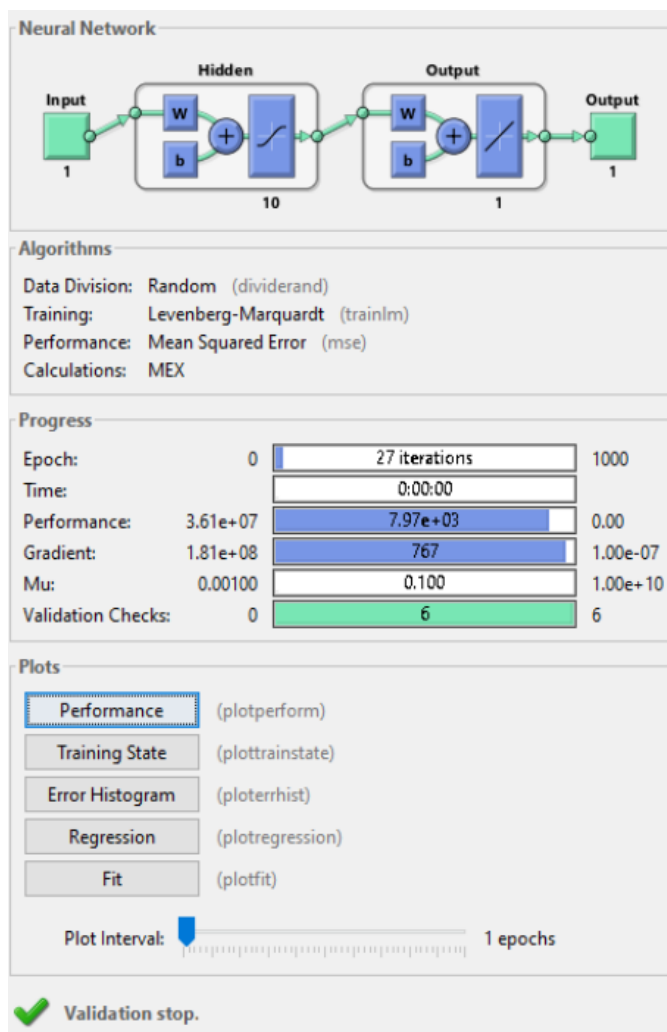 Neural Network
Hidden
Output
Input
Output
W
b
+
W
b
+
1
10
1
1
Algorithms
Data Division: Random (dividerand)
Training: Levenberg-Marquardt (trainlm)
Performance: Mean Squared Error (mse)
Calculations: MEX
Progress
Epoch: 0 27 iterations 1000
Time: 0:00:00
Performance: 3.61e+07 7.97e+03 0.00
Gradient: 1.81e+08 767 1.00e-07
Mu: 0.00100 0.100 1.00e+10
Validation Checks: 0 6 6
Plots
Performance (plotperform)
Training State (plottrainstate)
Error Histogram (ploterrhist)
Regression (plotregression)
Fit (plotfit)
Plot Interval: 1 epochs
Validation stop.